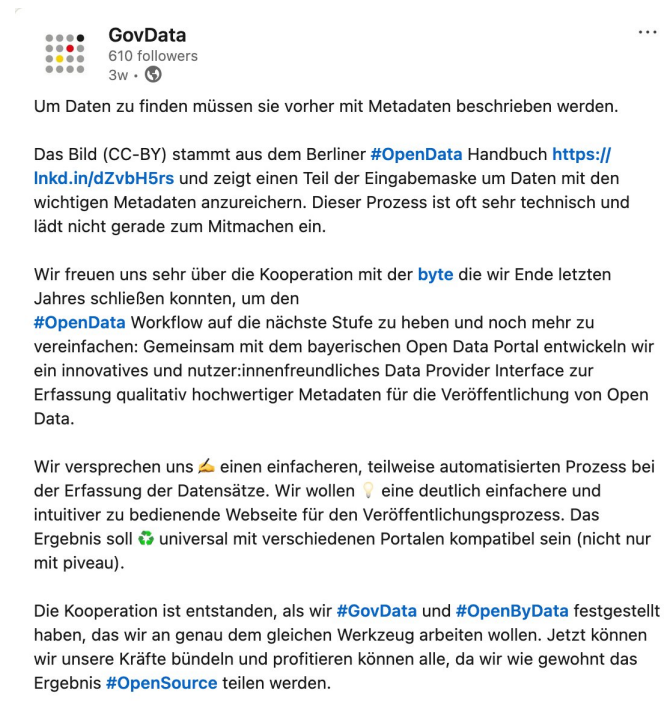 GovData
610 followers
3w •
Um Daten zu finden müssen sie vorher mit Metadaten beschrieben werden.
Das Bild (CC-BY) stammt aus dem Berliner #OpenData Handbuch https://
lnkd.in/dZvbH5rs und zeigt einen Teil der Eingabemaske um Daten mit den
wichtigen Metadaten anzureichern. Dieser Prozess ist oft sehr technisch und
lädt nicht gerade zum Mitmachen ein.
Wir freuen uns sehr über die Kooperation mit der byte die wir Ende letzten
Jahres schließen konnten, um den
#OpenData Workflow auf die nächste Stufe zu heben und noch mehr zu
vereinfachen: Gemeinsam mit dem bayerischen Open Data Portal entwickeln wir
ein innovatives und nutzer:innenfreundliches Data Provider Interface zur
Erfassung qualitativ hochwertiger Metadaten für die Veröffentlichung von Open
Data.
Wir versprechen uns ✍️ einen einfacheren, teilweise automatisierten Prozess bei
der Erfassung der Datensätze. Wir wollen 💡 eine deutlich einfachere und
intuitiver zu bedienende Webseite für den Veröffentlichungsprozess. Das
Ergebnis soll ♻️ universal mit verschiedenen Portalen kompatibel sein (nicht nur
mit piveau).
Die Kooperation ist entstanden, als wir #GovData und #OpenByData festgestellt
haben, das wir an genau dem gleichen Werkzeug arbeiten wollen. Jetzt können
wir unsere Kräfte bündeln und profitieren können alle, da wir wie gewohnt das
Ergebnis #OpenSource teilen werden.